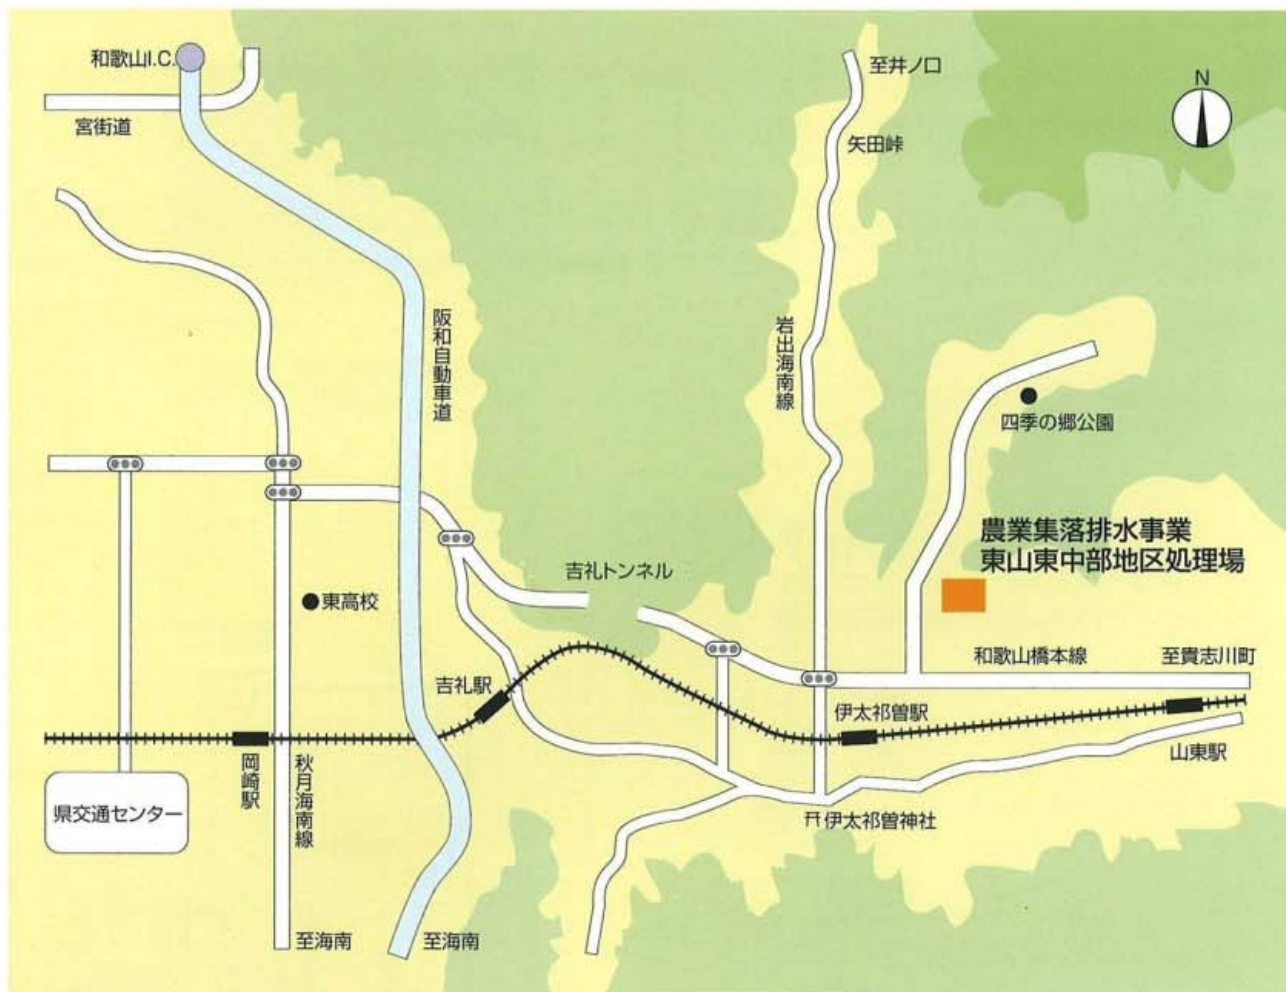 和歌山I.C.
宮街道
至井ノ口
矢田峠
N
阪和自動車道
岩出海南線
四季の郷公園
農業集落排水事業
東山東中部地区処理場
吉礼トンネル
東高校
和歌山橋本線
至貴志川町
吉礼駅
伊太祁曽駅
山東駅
岡崎駅
秋月海南線
県交通センター
伊太祁曽神社
至海南
至海南